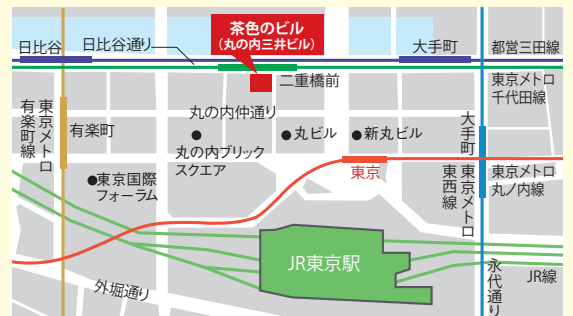 茶色のビル
（丸の内三井ビル）
日比谷
日比谷通り
大手町
都営三田線
二重橋前
東京メトロ
千代田線
東京メトロ
有楽町線
有楽町
丸の内仲通り
丸の内ブリック
スクエア
丸ビル
新丸ビル
大手町
東京メトロ
東西線
東京
東京メトロ
丸ノ内線
東京国際
フォーラム
JR東京駅
外堀通り
永代通り
JR線